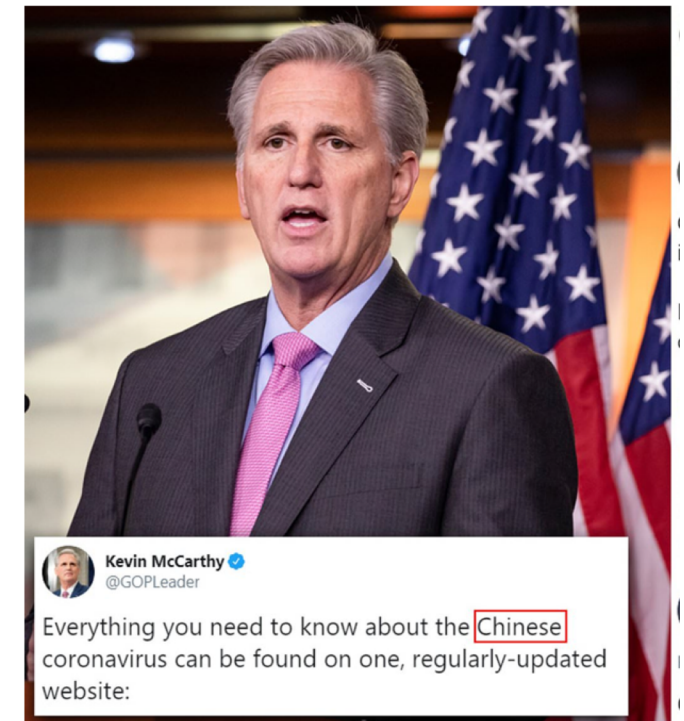 Kevin McCarthy
@GOPLeader
Everything you need to know about the Chinese
coronavirus can be found on one, regularly-updated
website: